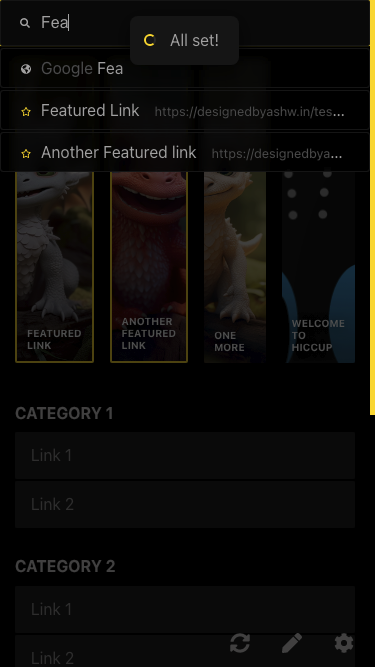 Fea
All set!
Google Fea
Featured Link https://designedbyashw.in/tes...
Another Featured link https://designedbya...
FEATURED
LINK
ANOTHER
FEATURED
LINK
ONE
MORE
WELCOME
TO
HICCUP
CATEGORY 1
Link 1
Link 2
CATEGORY 2
Link 1
Link 2